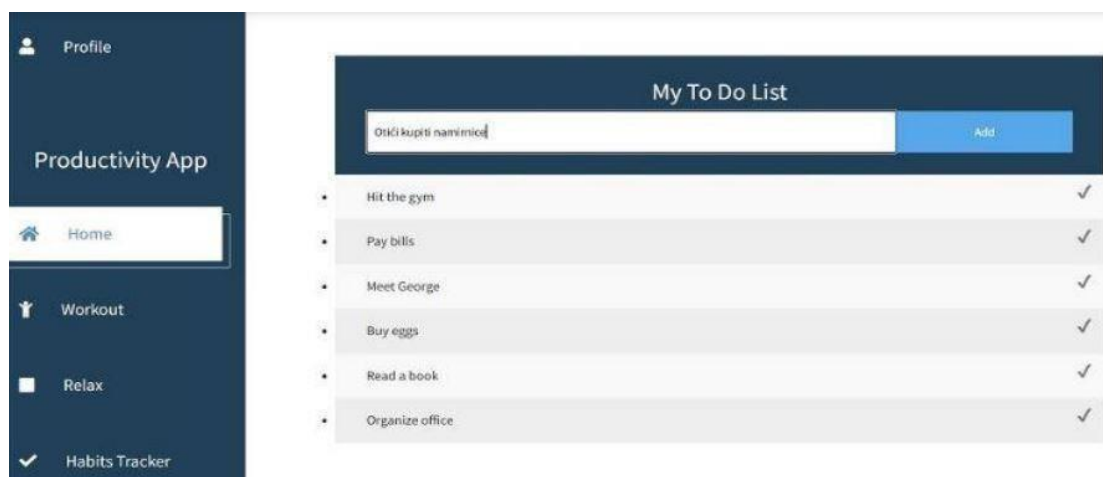 Profile
Productivity App
Home
Workout
Relax
Habits Tracker
My To Do List
Otići kupiti namirnice
Add
Hit the gym
Pay bills
Meet George
Buy eggs
Read a book
Organize office